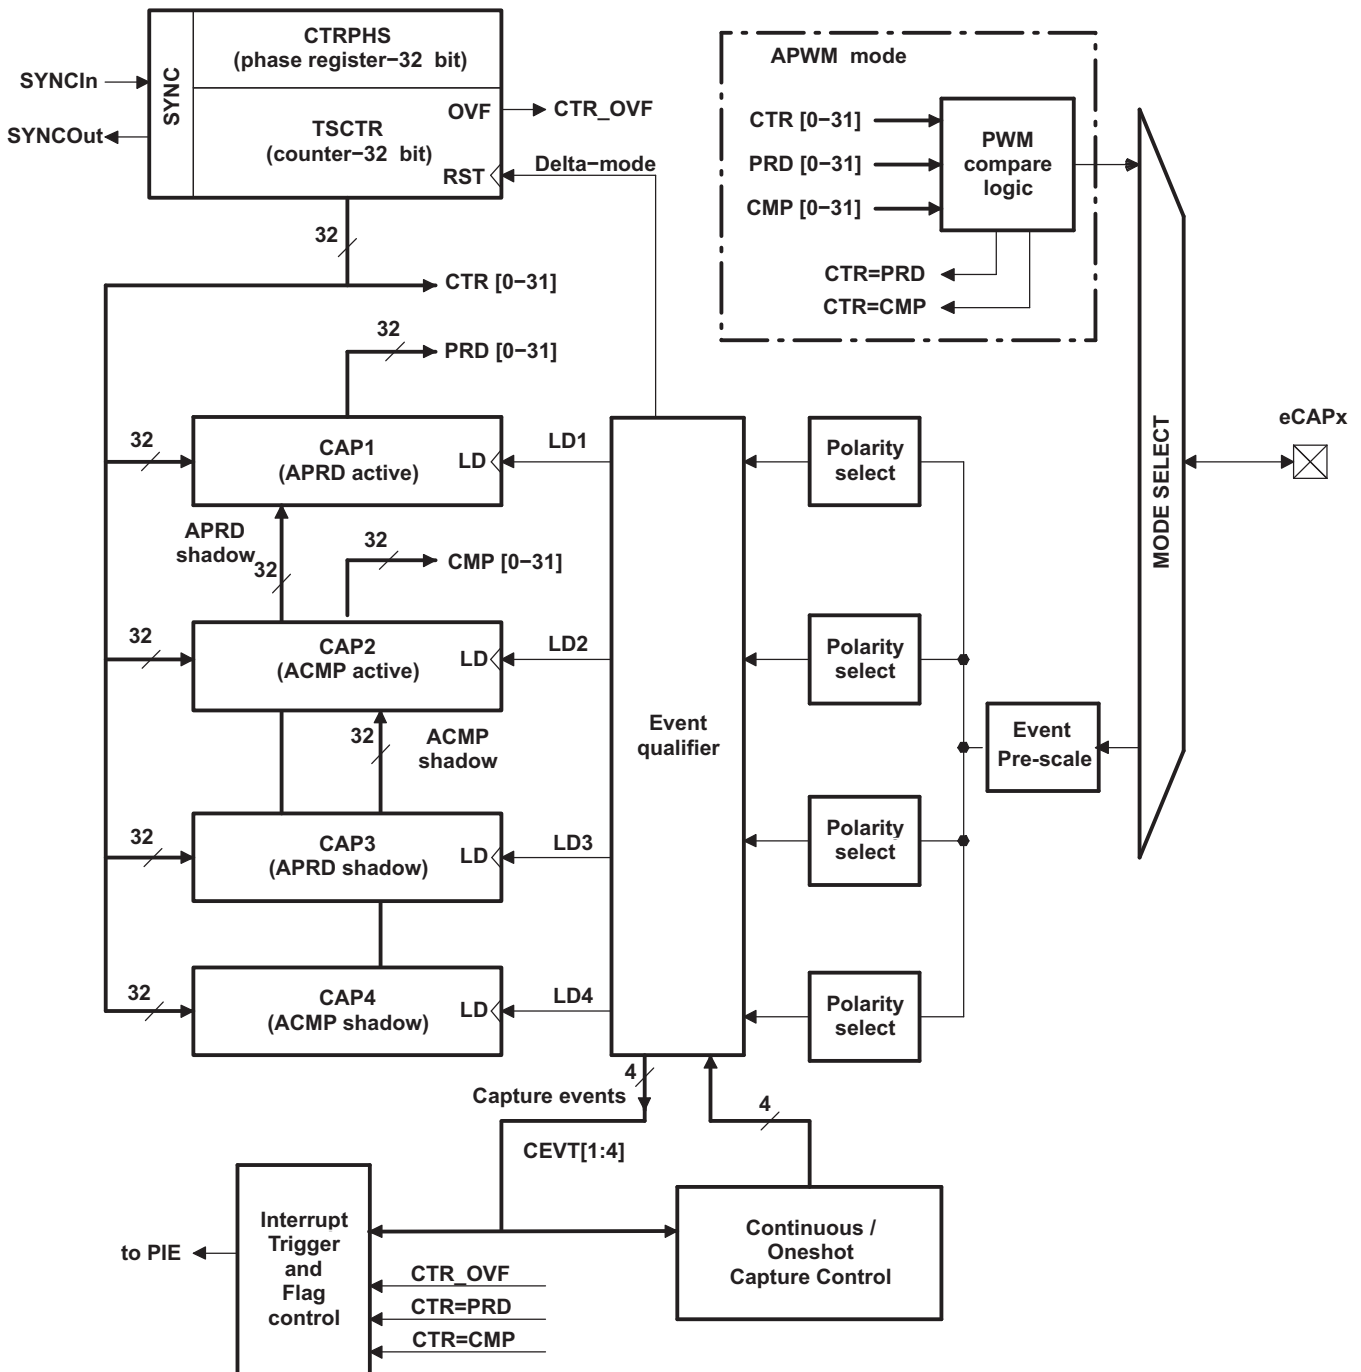 CTRPHS
(phase register−32 bit)
SYNC
SYNCIn
SYNCOut
OVF
CTR_OVF
TSCTR
(counter−32 bit)
RST
Delta−mode
32
CTR [0−31]
32
PRD [0−31]
APWM mode
CTR [0−31]
PRD [0−31]
CMP [0−31]
PWM
compare
logic
CTR=PRD
CTR=CMP
MODE SELECT
eCAPx
32
CAP1
(APRD active)
LD
LD1
Polarity
select
APRD
shadow
32
32
CMP [0−31]
32
CAP2
(ACMP active)
LD
LD2
Polarity
select
32
ACMP
shadow
Event
qualifier
Event
Pre-scale
32
CAP3
(APRD shadow)
LD
LD3
Polarity
select
32
CAP4
(ACMP shadow)
LD
LD4
Polarity
select
4
Capture events
CEVT[1:4]
4
Interrupt
Trigger
and
Flag
control
to PIE
CTR_OVF
CTR=PRD
CTR=CMP
Continuous /
Oneshot
Capture Control